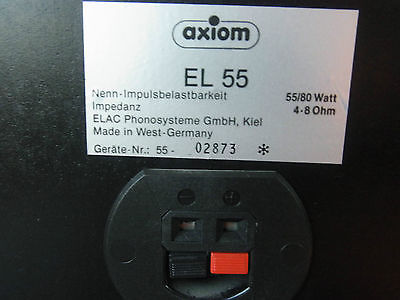 axiom
EL 55
Nenn-Impulsbelastbarkeit 55/80 Watt
Impedanz 4-8 Ohm
ELAC Phonosysteme GmbH, Kiel
Made in West-Germany
Geräte-Nr.: 55 - 02873 *
- +